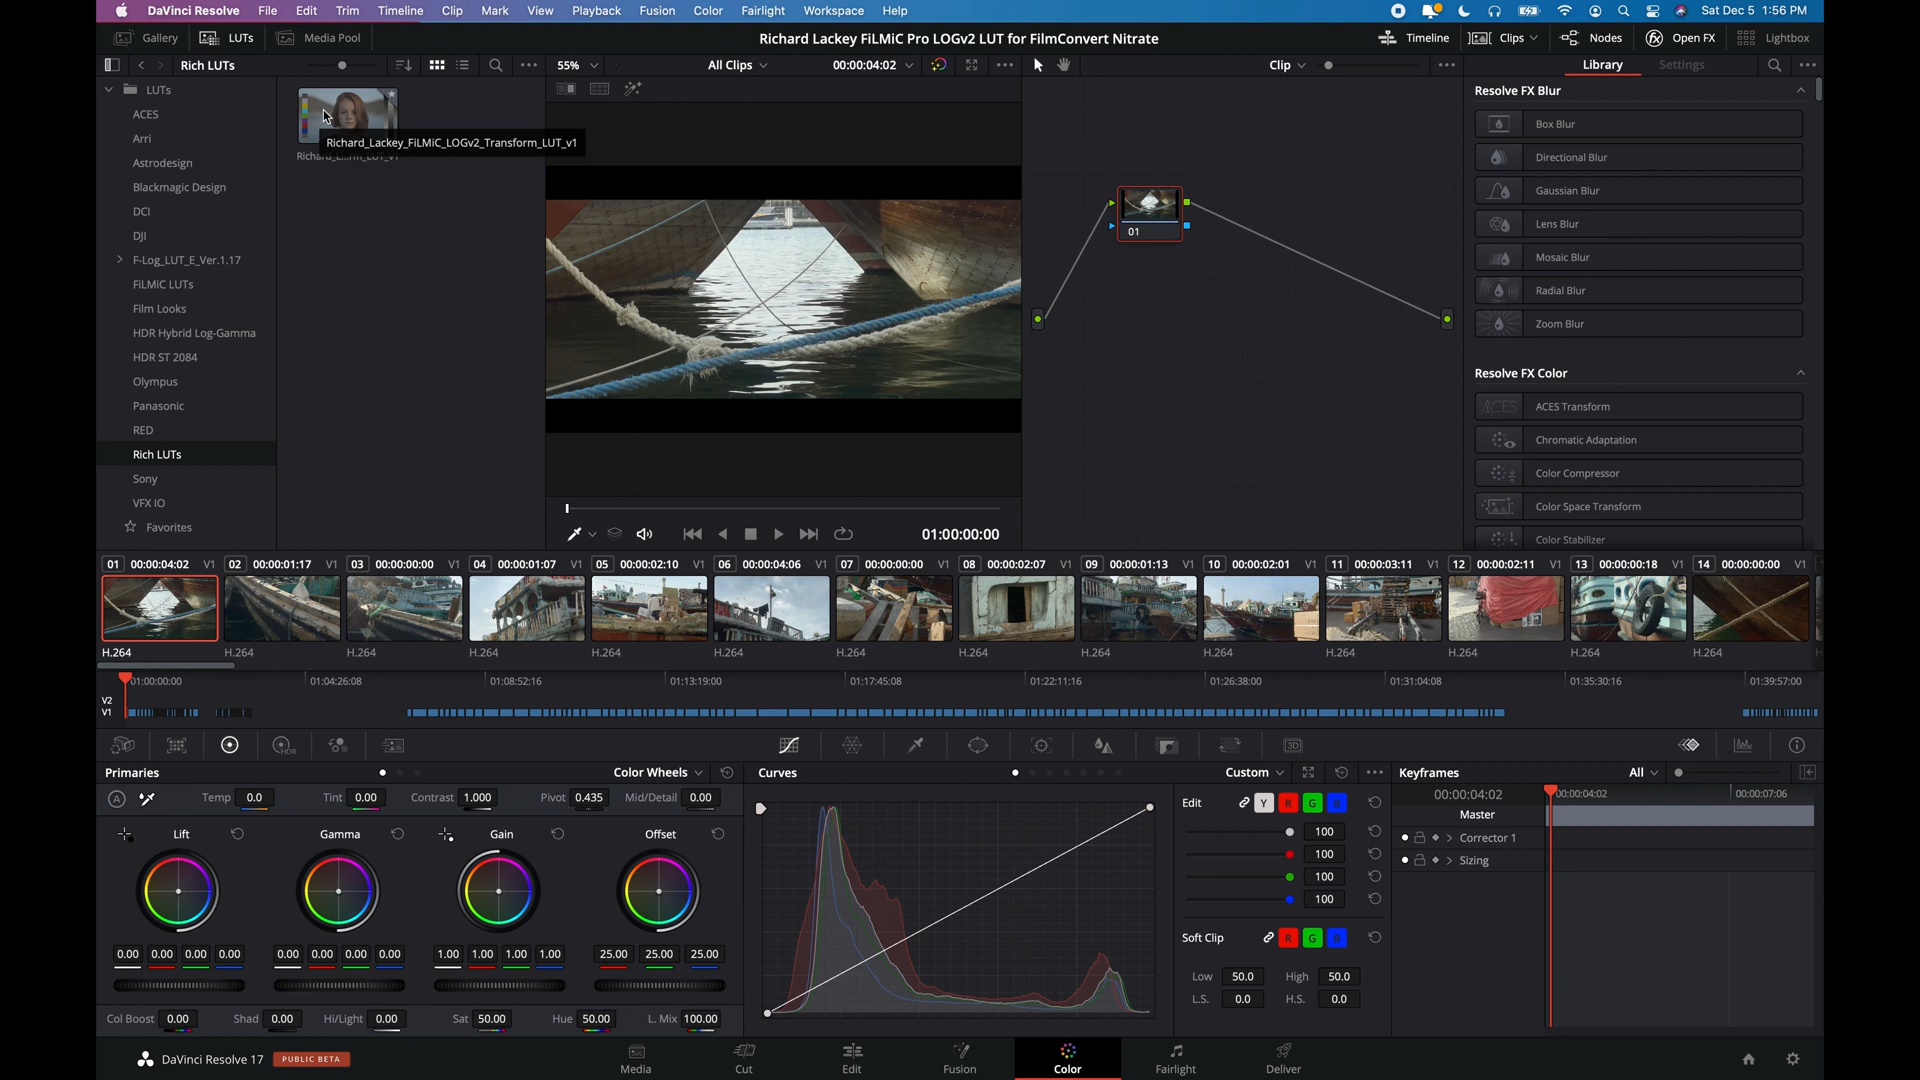 DaVinci Resolve File Edit Trim Timeline Clip Mark View Playback Fusion Color Fairlight Workspace Help Sat Dec 5 1:56 PM
Gallery LUTs Media Pool Richard Lackey FiLMiC Pro LOGv2 LUT for FilmConvert Nitrate Timeline Clips Nodes Open FX Lightbox
Rich LUTs 55% All Clips 00:00:04:02 Clip Library Settings
LUTs
ACES
Arri
Astrodesign
Blackmagic Design
DCI
DJI
F-Log_LUT_E_Ver.1.17
FiLMiC LUTs
Film Looks
HDR Hybrid Log-Gamma
HDR ST 2084
Olympus
Panasonic
RED
Rich LUTs
Sony
VFX IO
Favorites
Richard_Lackey_FiLMiC_LOGv2_Transform_LUT_v1
01
01:00:00:00
Resolve FX Blur
Box Blur
Directional Blur
Gaussian Blur
Lens Blur
Mosaic Blur
Radial Blur
Zoom Blur
Resolve FX Color
ACES Transform
Chromatic Adaptation
Color Compressor
Color Space Transform
Color Stabilizer
01 00:00:04:02 V1 02 00:00:01:17 V1 03 00:00:00:00 V1 04 00:00:01:07 V1 05 00:00:02:10 V1 06 00:00:04:06 V1 07 00:00:00:00 V1 08 00:00:02:07 V1 09 00:00:01:13 V1 10 00:00:02:01 V1 11 00:00:03:11 V1 12 00:00:02:11 V1 13 00:00:00:18 V1 14 00:00:00:00 V1
H.264 H.264 H.264 H.264 H.264 H.264 H.264 H.264 H.264 H.264 H.264 H.264 H.264 H.264
01:00:00:00 01:04:26:08 01:08:52:16 01:13:19:00 01:17:45:08 01:22:11:16 01:26:38:00 01:31:04:08 01:35:30:16 01:39:57:00
V2
V1
HDR 3D
Primaries Color Wheels Curves Custom Keyframes All
A Temp 0.0 Tint 0.00 Contrast 1.000 Pivot 0.435 Mid/Detail 0.00
Lift Gamma Gain Offset
0.00 0.00 0.00 0.00 0.00 0.00 0.00 0.00 1.00 1.00 1.00 1.00 25.00 25.00 25.00
Col Boost 0.00 Shad 0.00 Hi/Light 0.00 Sat 50.00 Hue 50.00 L. Mix 100.00
Edit Y R G B
100
100
100
100
Soft Clip R G B
Low 50.0 High 50.0
L.S. 0.0 H.S. 0.0
00:00:04:02 00:00:04:02 00:00:07:06
Master
Corrector 1
Sizing
DaVinci Resolve 17 PUBLIC BETA Media Cut Edit Fusion Color Fairlight Deliver